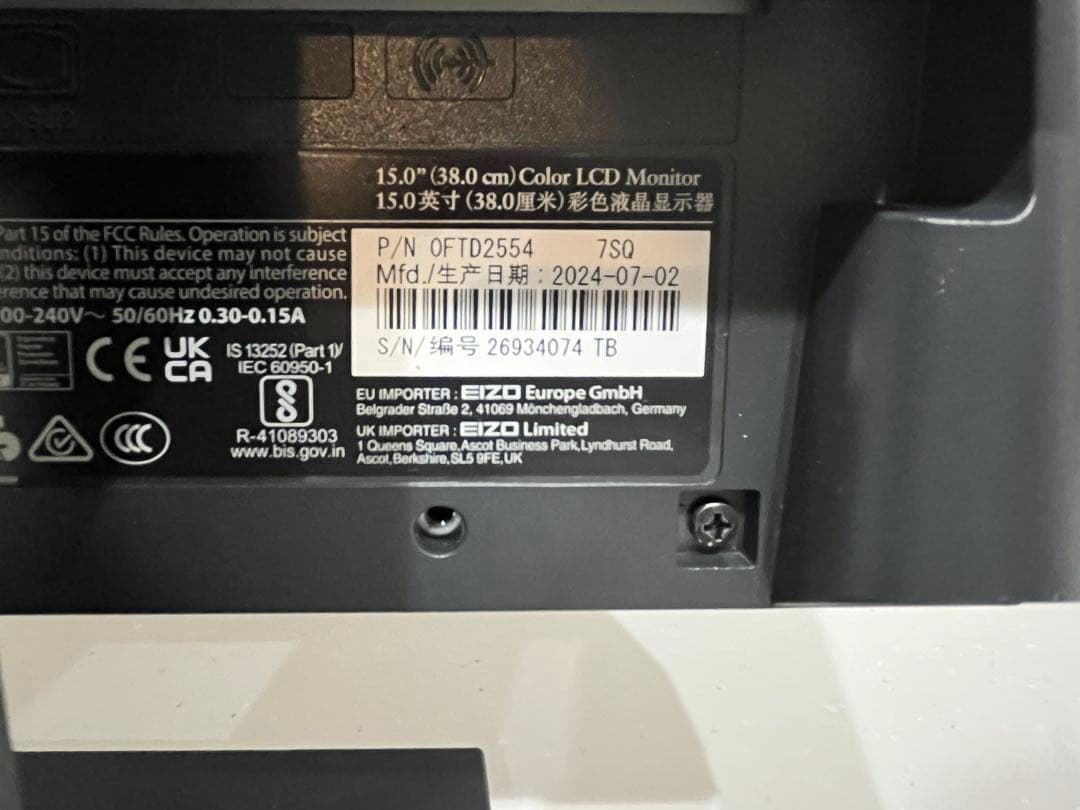 15.0" (38.0 cm) Color LCD Monitor
15.0英寸(38.0厘米)彩色液晶显示器
Part 15 of the FCC Rules. Operation is subject
nditions: (1) This device may not cause
(2) this device must accept any interference
erence that may cause undesired operation.
00-240V~ 50/60Hz 0.30-0.15A
P/N 0FTD2554 7SQ
Mfd./生产日期：2024-07-02
S/N/编号 26934074 TB
CE UK CA
IS 13252 (Part 1)/
IEC 60950-1
R-41089303
www.bis.gov.in
CCC
EU IMPORTER : EIZO Europe GmbH
Belgrader Straße 2, 41069 Mönchengladbach, Germany
UK IMPORTER : EIZO Limited
1 Queens Square, Ascot Business Park, Lyndhurst Road,
Ascot, Berkshire, SL5 9FE, UK